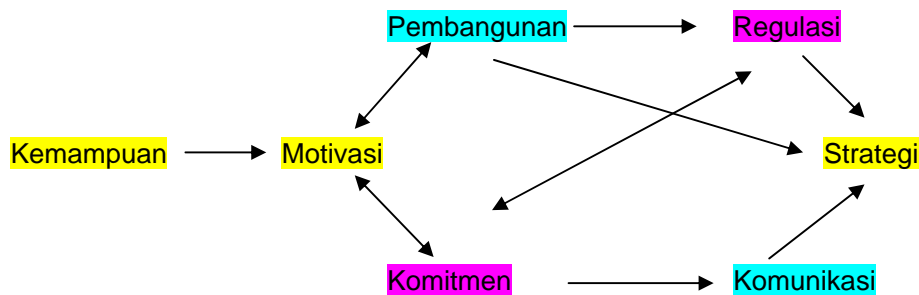 Pembangunan
Regulasi
Kemampuan
Motivasi
Strategi
Komitmen
Komunikasi